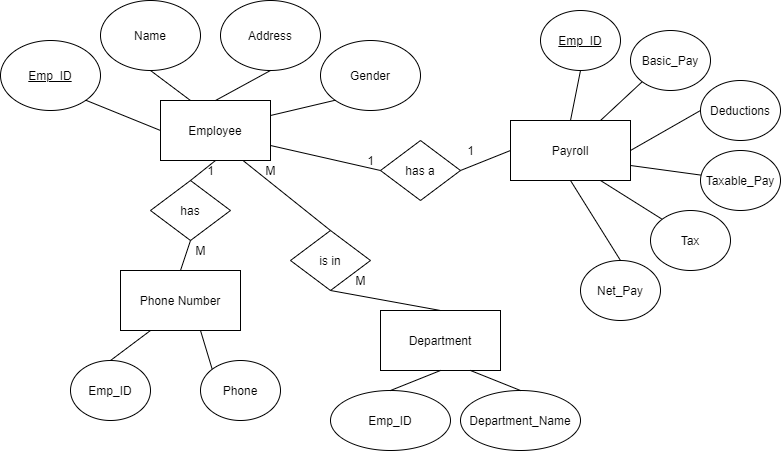 Name
Address
Emp_ID
Gender
Emp_ID
Basic_Pay
Deductions
Employee
Payroll
1
has a
1
Taxable_Pay
1
M
has
Tax
M
is in
M
Net_Pay
Phone Number
Department
Emp_ID
Phone
Emp_ID
Department_Name